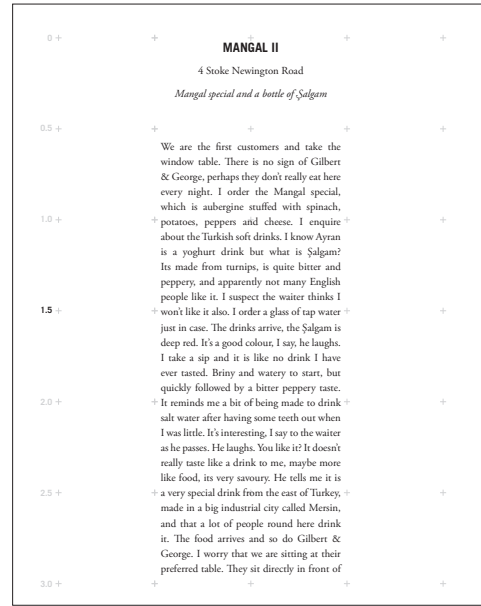 0 +
MANGAL II
4 Stoke Newington Road
Mangal special and a bottle of Şalgam
0.5 +
We are the first customers and take the
window table. There is no sign of Gilbert
& George, perhaps they don't really eat here
every night. I order the Mangal special,
which is aubergine stuffed with spinach,
1.0 +
potatoes, peppers and cheese. I enquire
about the Turkish soft drinks. I know Ayran
is a yoghurt drink but what is Şalgam?
Its made from turnips, is quite bitter and
peppery, and apparently not many English
people like it. I suspect the waiter thinks I
1.5 +
won't like it also. I order a glass of tap water
just in case. The drinks arrive, the Şalgam is
deep red. It's a good colour, I say, he laughs.
I take a sip and it is like no drink I have
ever tasted. Briny and watery to start, but
quickly followed by a bitter peppery taste.
2.0 +
It reminds me a bit of being made to drink
salt water after having some teeth out when
I was little. It's interesting, I say to the waiter
as he passes. He laughs. You like it? It doesn't
really taste like a drink to me, maybe more
like food, its very savoury. He tells me it is
2.5 +
a very special drink from the east of Turkey,
made in a big industrial city called Mersin,
and that a lot of people round here drink
it. The food arrives and so do Gilbert &
George. I worry that we are sitting at their
preferred table. They sit directly in front of
3.0 +